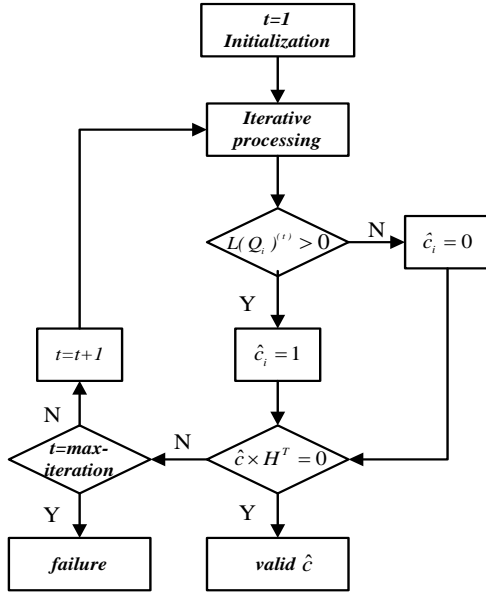 t=1
Initialization
Iterative
processing
L(Q_i)^{(t)} > 0
N
ĉ_i = 0
Y
t=t+1
ĉ_i = 1
N
N
t=max-
iteration
ĉ × H^T = 0
Y
Y
failure
valid ĉ